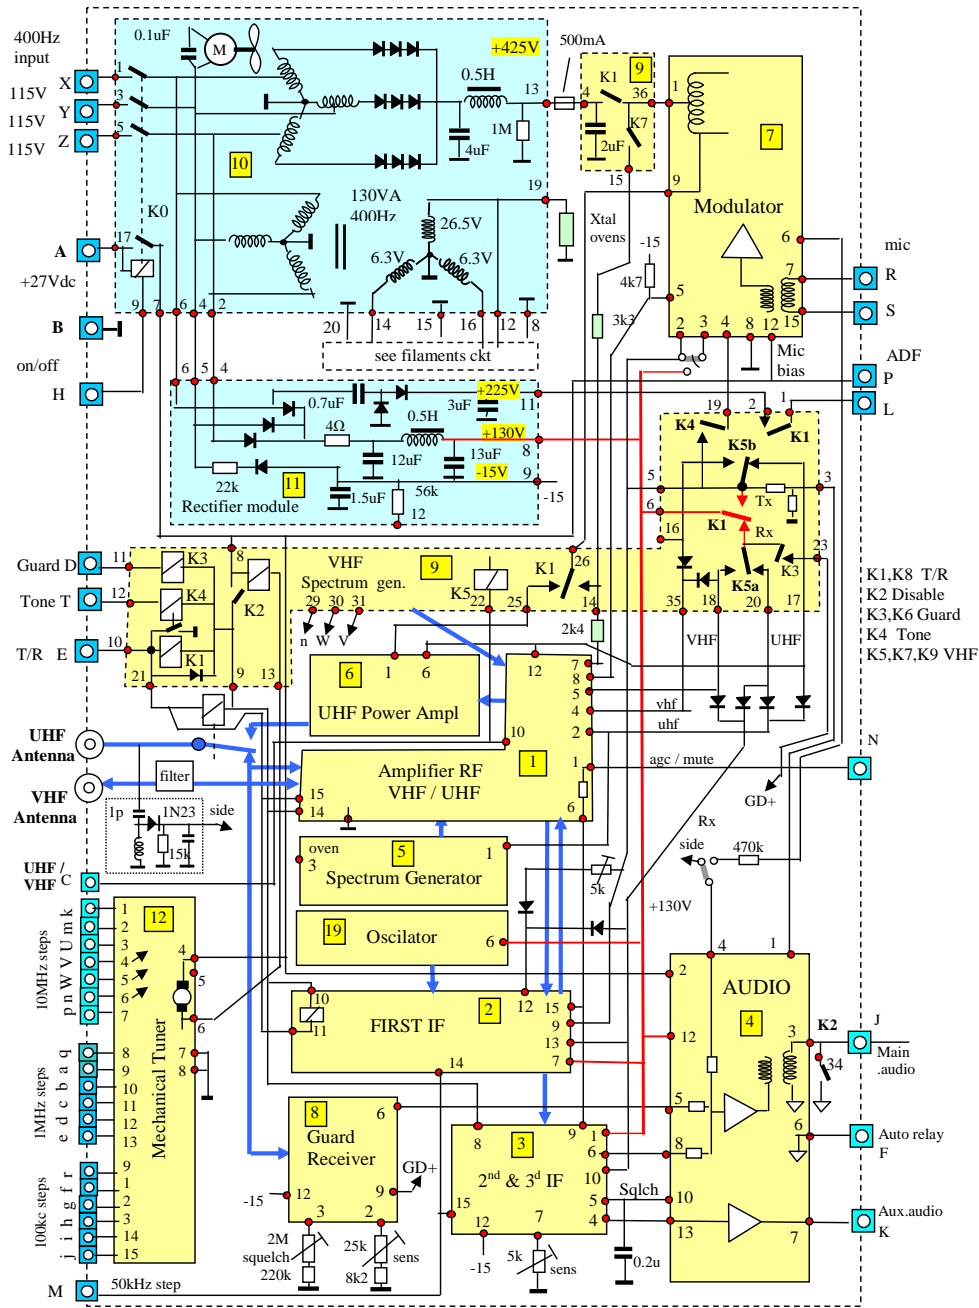 400Hz
input
X
115V
Y
115V
Z
115V
1
3
5
0.1uF
M
+425V
0.5H
13
500mA
4uF
1M
10
4
K1
36
9
K7
2uF
15
1
7
9
Modulator
6
7
15
5
2
3
4
8
12
mic
R
S
Mic
bias
ADF
P
L
130VA
400Hz
26.5V
6.3V
6.3V
19
Xtal
ovens
-15
4k7
3k3
K0
17
A
+27Vdc
9
7
6
4
2
20
14
15
16
12
8
B
on/off
H
see filaments ckt
6
5
4
0.7uF
+225V
3uF
11
4Ω
0.5H
+130V
8
12uF
13uF
-15V
9
-15
22k
11
1.5uF
56k
12
Rectifier module
19
2
1
K4
K1
K5b
5
3
Tx
6
K1
16
Rx
23
K3
K5a
35
18
20
17
VHF
UHF
K1,K8 T/R
K2 Disable
K3,K6 Guard
K4 Tone
K5,K7,K9 VHF
Guard D
11
Tone T
12
T/R E
10
K3
K4
K1
8
K2
21
9
13
VHF
Spectrum gen.
9
K5
22
K1
26
25
14
29
30
31
n
W
V
2k4
6
1
6
UHF Power Ampl
12
7
8
5
4
2
1
vhf
uhf
10
1
Amplifier RF
VHF / UHF
15
14
6
agc / mute
N
GD+
UHF
Antenna
VHF
Antenna
filter
1p
1N23
side
15k
oven
3
5
1
Spectrum Generator
5k
Rx
side
470k
+130V
UHF /
VHF C
19
Oscilator
6
12
10MHz steps
p n W V U m k
1
2
3
4
5
6
7
4
5
6
7
8
Mechanical Tuner
1MHz steps
e d c b a q
8
9
10
11
12
13
100kc steps
j i h g f r
9
1
2
3
14
15
M
50kHz step
10
11
FIRST IF
2
12
15
9
13
7
14
4
1
2
AUDIO
12
4
3
K2
34
J
Main
.audio
5
8
6
Auto relay
F
10
13
7
Aux.audio
K
8
6
Guard
Receiver
12
9
GD+
-15
3
2
2M
squelch
220k
25k
sens
8k2
8
3
9
1
6
10
5
4
2nd & 3d IF
15
12
7
-15
5k
sens
Sqlch
0.2u